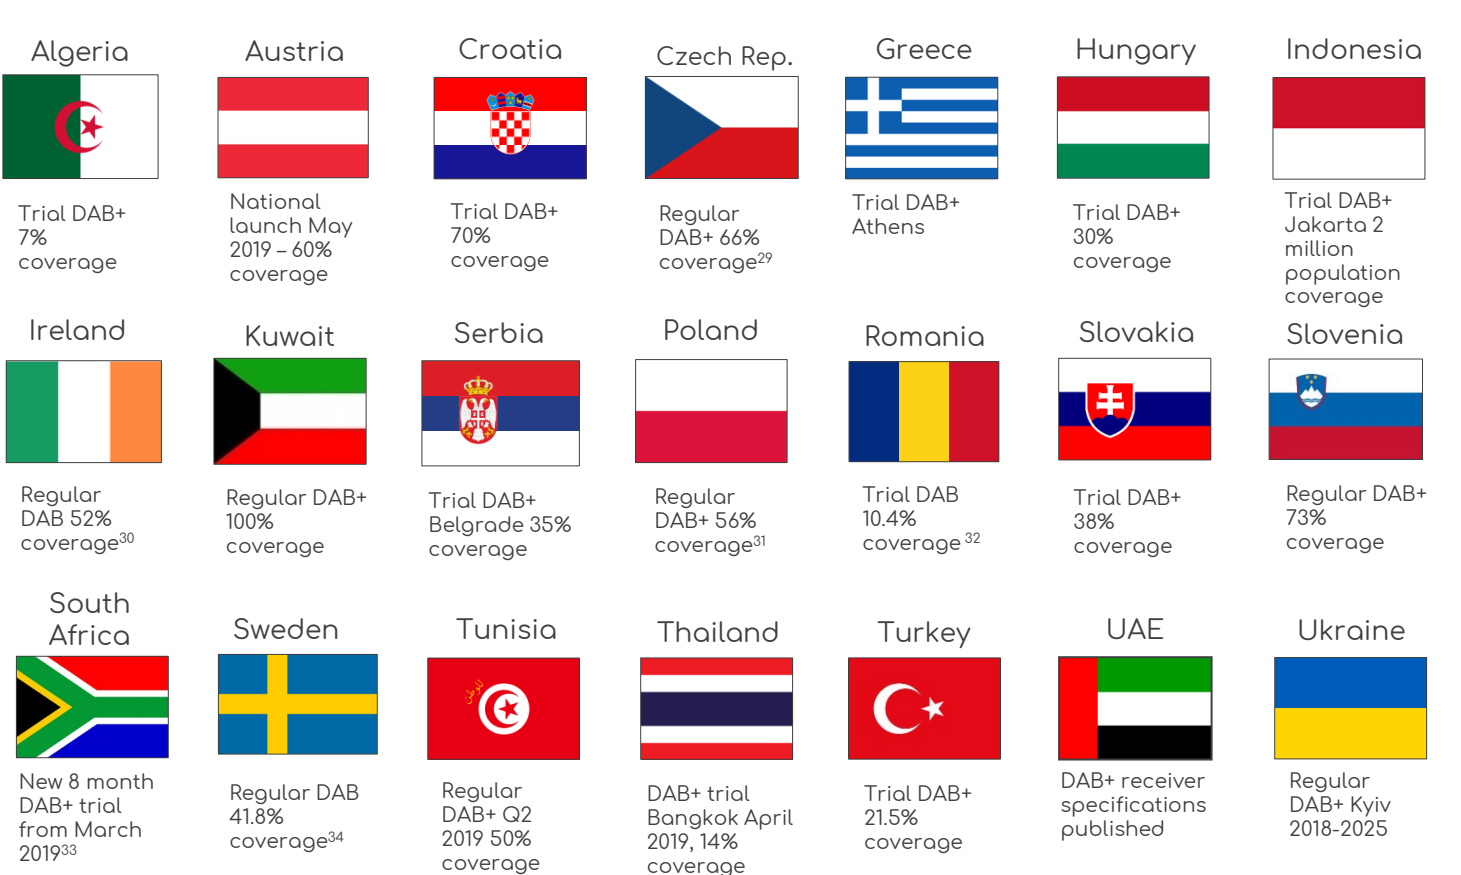 Algeria
Trial DAB+
7%
coverage
Austria
National
launch May
2019 – 60%
coverage
Croatia
Trial DAB+
70%
coverage
Czech Rep.
Regular
DAB+ 66%
coverage29
Greece
Trial DAB+
Athens
Hungary
Trial DAB+
30%
coverage
Indonesia
Trial DAB+
Jakarta 2
million
population
coverage
Ireland
Regular
DAB 52%
coverage30
Kuwait
Regular DAB+
100%
coverage
Serbia
Trial DAB+
Belgrade 35%
coverage
Poland
Regular
DAB+ 56%
coverage31
Romania
Trial DAB
10.4%
coverage 32
Slovakia
Trial DAB+
38%
coverage
Slovenia
Regular DAB+
73%
coverage
South
Africa
New 8 month
DAB+ trial
from March
201933
Sweden
Regular DAB
41.8%
coverage34
Tunisia
للوطن
Regular
DAB+ Q2
2019 50%
coverage
Thailand
DAB+ trial
Bangkok April
2019, 14%
coverage
Turkey
Trial DAB+
21.5%
coverage
UAE
DAB+ receiver
specifications
published
Ukraine
Regular
DAB+ Kyiv
2018-2025